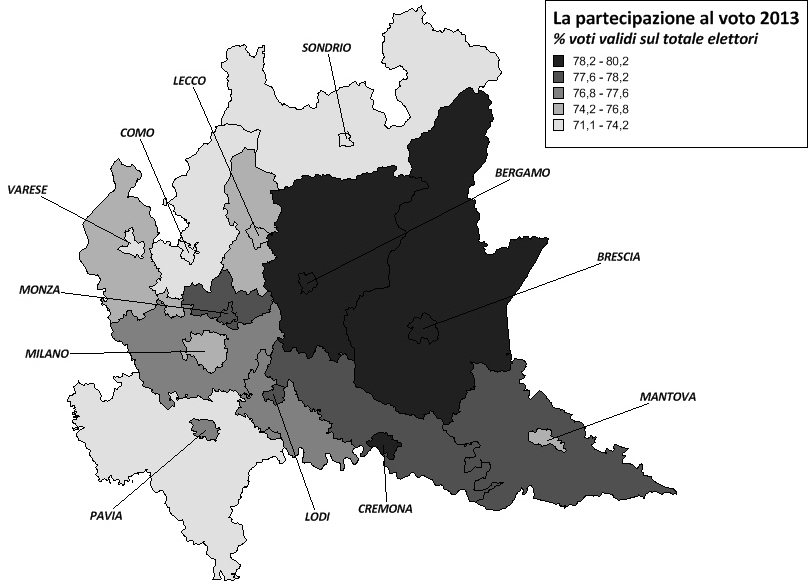 La partecipazione al voto 2013
% voti validi sul totale elettori
78,2 - 80,2
77,6 - 78,2
76,8 - 77,6
74,2 - 76,8
71,1 - 74,2
SONDRIO
LECCO
COMO
BERGAMO
VARESE
BRESCIA
MONZA
MILANO
MANTOVA
PAVIA
LODI
CREMONA